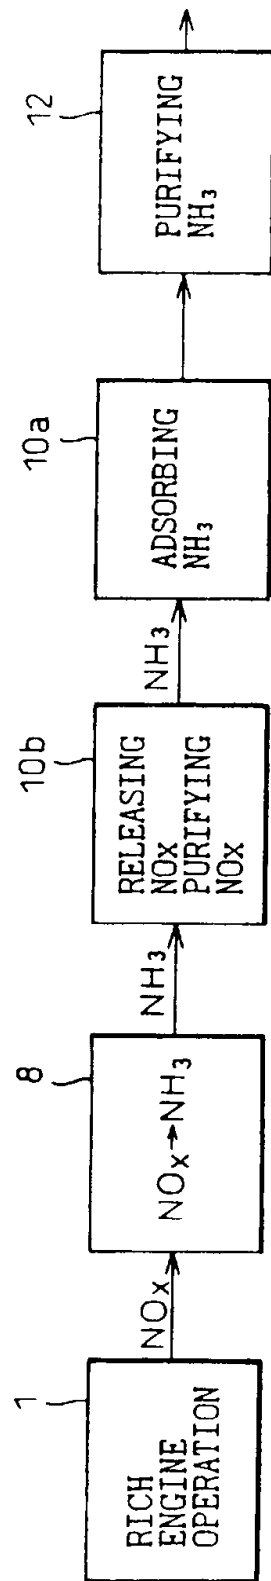 1
RICH
ENGINE
OPERATION
NOx
8
NOx→NH3
NH3
10b
RELEASING
NOx
PURIFYING
NOx
NH3
10a
ADSORBING
NH3
12
PURIFYING
NH3